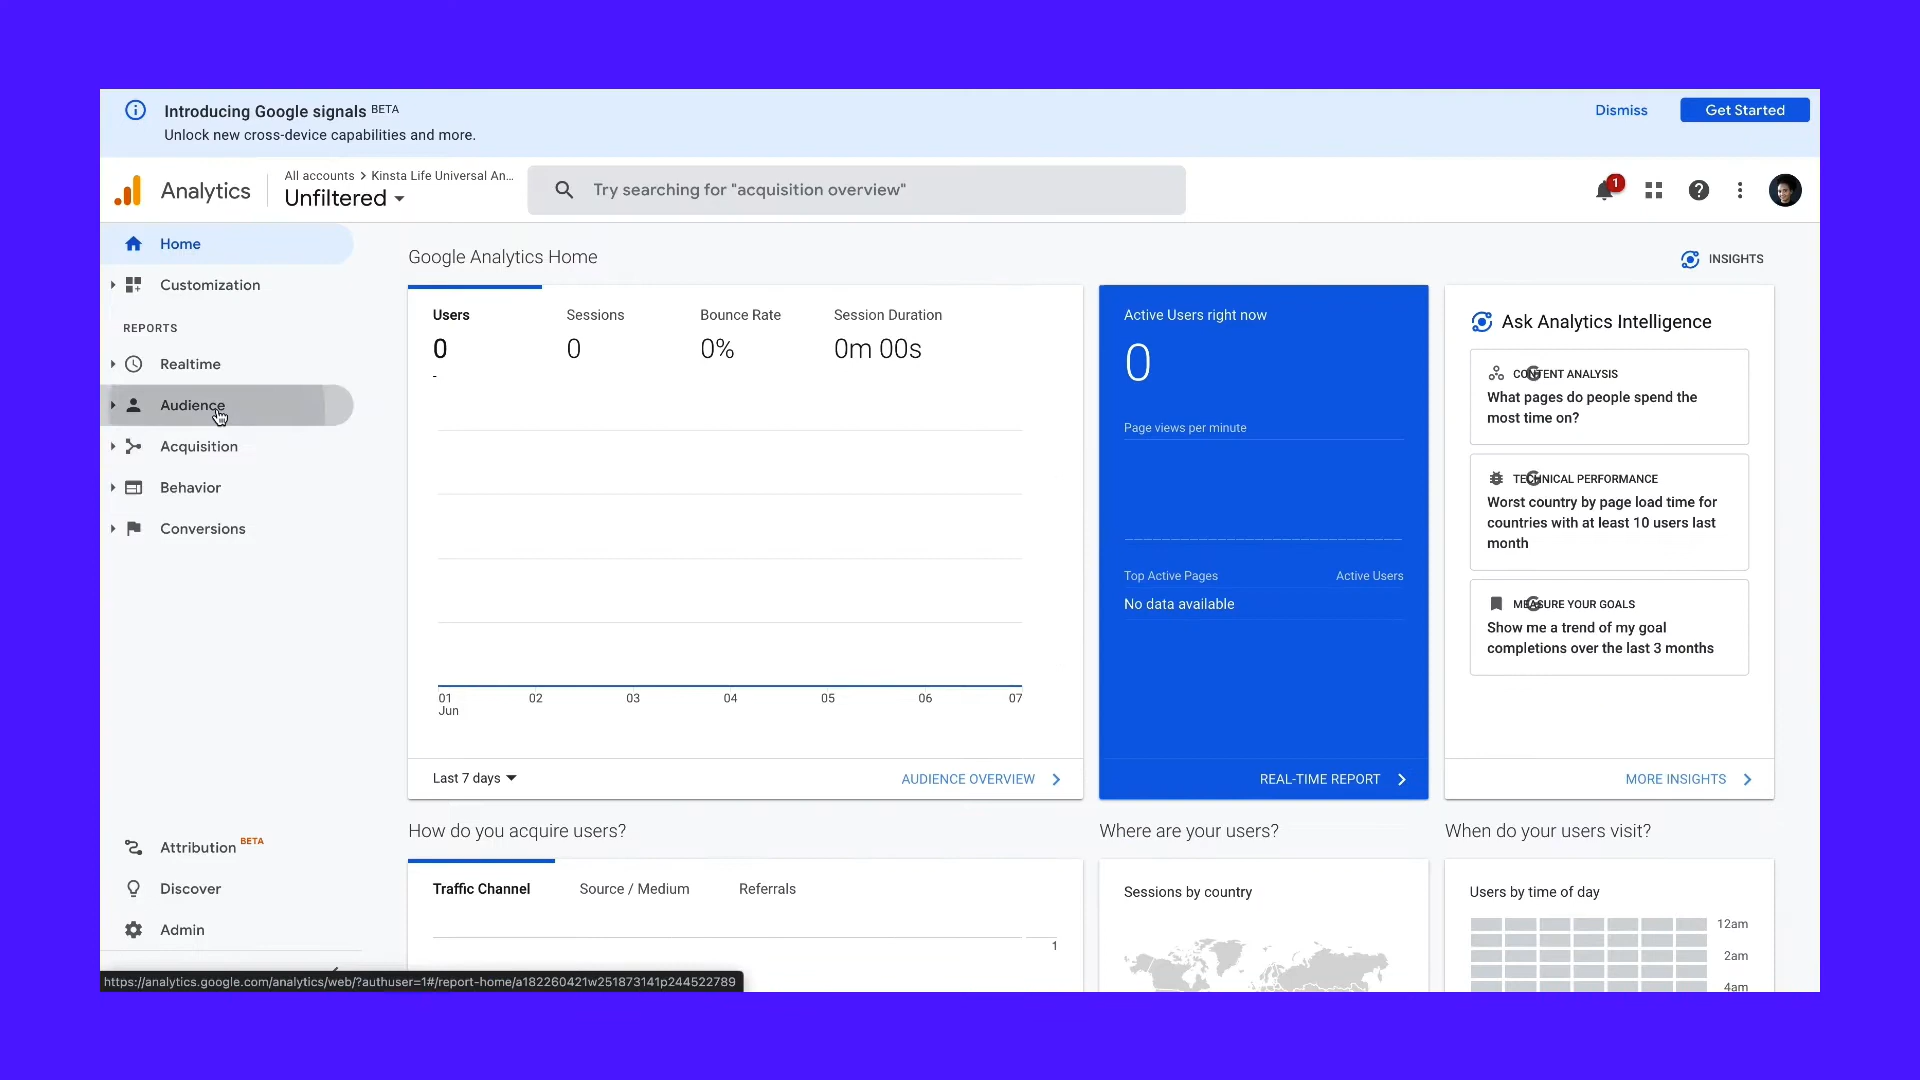 Introducing Google signals BETA
Unlock new cross-device capabilities and more.
Dismiss
Get Started
Analytics
All accounts > Kinsta Life Universal An...
Unfiltered
Try searching for "acquisition overview"
1
Home
Customization
REPORTS
Realtime
Audience
Acquisition
Behavior
Conversions
Attribution BETA
Discover
Admin
https://analytics.google.com/analytics/web/?authuser=1#/report-home/a182260421w251873141p244522789
Google Analytics Home
INSIGHTS
Users
0
-
Sessions
0
Bounce Rate
0%
Session Duration
0m 00s
01 02 03 04 05 06 07
Jun
Last 7 days
AUDIENCE OVERVIEW
Active Users right now
0
Page views per minute
Top Active Pages
Active Users
No data available
REAL-TIME REPORT
Ask Analytics Intelligence
CONTENT ANALYSIS
What pages do people spend the
most time on?
TECHNICAL PERFORMANCE
Worst country by page load time for
countries with at least 10 users last
month
MEASURE YOUR GOALS
Show me a trend of my goal
completions over the last 3 months
MORE INSIGHTS
How do you acquire users?
Traffic Channel
Source / Medium
Referrals
1
Where are your users?
Sessions by country
When do your users visit?
Users by time of day
12am
2am
4am